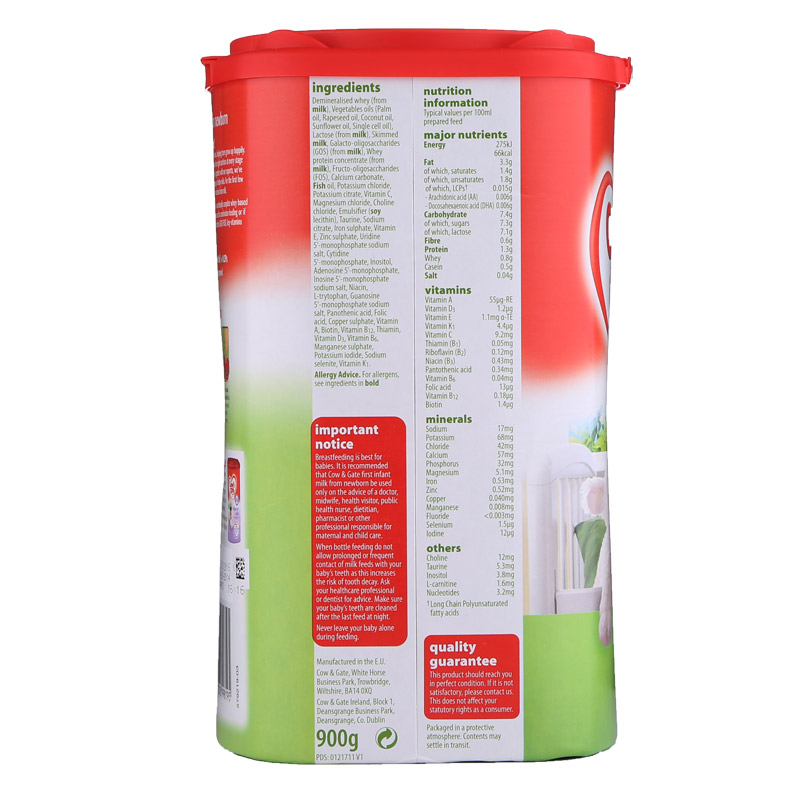 newborn
ingredients
Demineralised whey (from
milk), Vegetables oils (Palm
oil, Rapeseed oil, Coconut oil,
Sunflower oil, Single cell oil),
Lactose (from milk), Skimmed
milk, Galacto-oligosaccharides
(GOS) (from milk), Whey
protein concentrate (from
milk), Fructo-oligosaccharides
(FOS), Calcium carbonate,
Fish oil, Potassium chloride,
Potassium citrate, Vitamin C,
Magnesium chloride, Choline
chloride, Emulsifier (soy
lecithin), Taurine, Sodium
citrate, Iron sulphate, Vitamin
E, Zinc sulphate, Uridine
5'-monophosphate sodium
salt, Cytidine
5'-monophosphate, Inositol,
Adenosine 5'-monophosphate,
Inosine 5'-monophosphate
sodium salt, Niacin,
L-tryptophan, Guanosine
5'-monophosphate sodium
salt, Pantothenic acid, Folic
acid, Copper sulphate, Vitamin
A, Biotin, Vitamin B12, Thiamin,
Vitamin D3, Vitamin B6,
Manganese sulphate,
Potassium iodide, Sodium
selenite, Vitamin K1.
Allergy Advice. For allergens,
see ingredients in bold
important
notice
Breastfeeding is best for
babies. It is recommended
that Cow & Gate first infant
milk from newborn be used
only on the advice of a doctor,
midwife, health visitor, public
health nurse, dietitian,
pharmacist or other
professional responsible for
maternal and child care.
When bottle feeding do not
allow prolonged or frequent
contact of milk feeds with your
baby's teeth as this increases
the risk of tooth decay. Ask
your healthcare professional
or dentist for advice. Make sure
your baby's teeth are cleaned
after the last feed at night.
Never leave your baby alone
during feeding.
Manufactured in the E.U.
Cow & Gate, White Horse
Business Park, Trowbridge,
Wiltshire, BA14 0XQ
Cow & Gate Ireland, Block 1,
Deansgrange Business Park,
Deansgrange, Co. Dublin
900g
PDS: 0121711 V1
nutrition
information
Typical values per 100ml
prepared feed
major nutrients
Energy 275kJ
66kcal
Fat 3.3g
of which, saturates 1.4g
of which, unsaturates 1.8g
of which, LCPs† 0.015g
- Arachidonic acid (AA) 0.006g
- Docosahexaenoic acid (DHA) 0.006g
Carbohydrate 7.4g
of which, sugars 7.3g
of which, lactose 7.1g
Fibre 0.6g
Protein 1.3g
Whey 0.8g
Casein 0.5g
Salt 0.04g
vitamins
Vitamin A 55µg-RE
Vitamin D3 1.2µg
Vitamin E 1.1mg α-TE
Vitamin K1 4.4µg
Vitamin C 9.2mg
Thiamin (B1) 0.05mg
Riboflavin (B2) 0.12mg
Niacin (B3) 0.43mg
Pantothenic acid 0.34mg
Vitamin B6 0.04mg
Folic acid 13µg
Vitamin B12 0.18µg
Biotin 1.4µg
minerals
Sodium 17mg
Potassium 68mg
Chloride 42mg
Calcium 57mg
Phosphorus 32mg
Magnesium 5.1mg
Iron 0.53mg
Zinc 0.52mg
Copper 0.040mg
Manganese 0.008mg
Fluoride <0.003mg
Selenium 1.5µg
Iodine 12µg
others
Choline 12mg
Taurine 5.3mg
Inositol 3.8mg
L-carnitine 1.6mg
Nucleotides 3.2mg
†Long Chain Polyunsaturated
fatty acids
quality
guarantee
This product should reach you
in perfect condition. If it is not
satisfactory, please contact us.
This does not affect your
statutory rights as a consumer.
Packaged in a protective
atmosphere. Contents may
settle in transit.